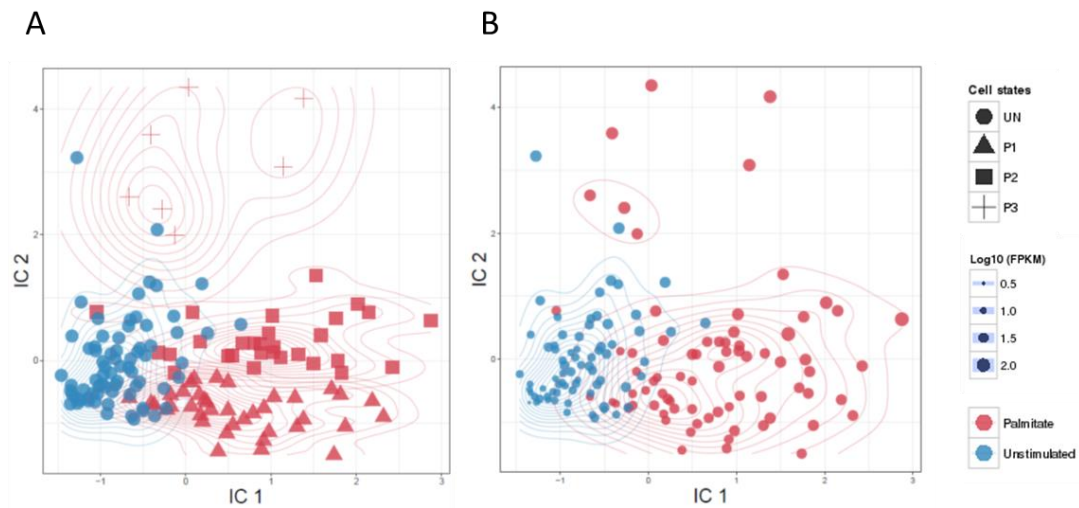 A
B
4
2
0
−1
0
1
2
3
IC 1
IC 2
4
2
0
−1
0
1
2
3
IC 1
IC 2
Cell states
UN
P1
P2
P3
Log10 (FPKM)
0.5
1.0
1.5
2.0
Palmitate
Unstimulated